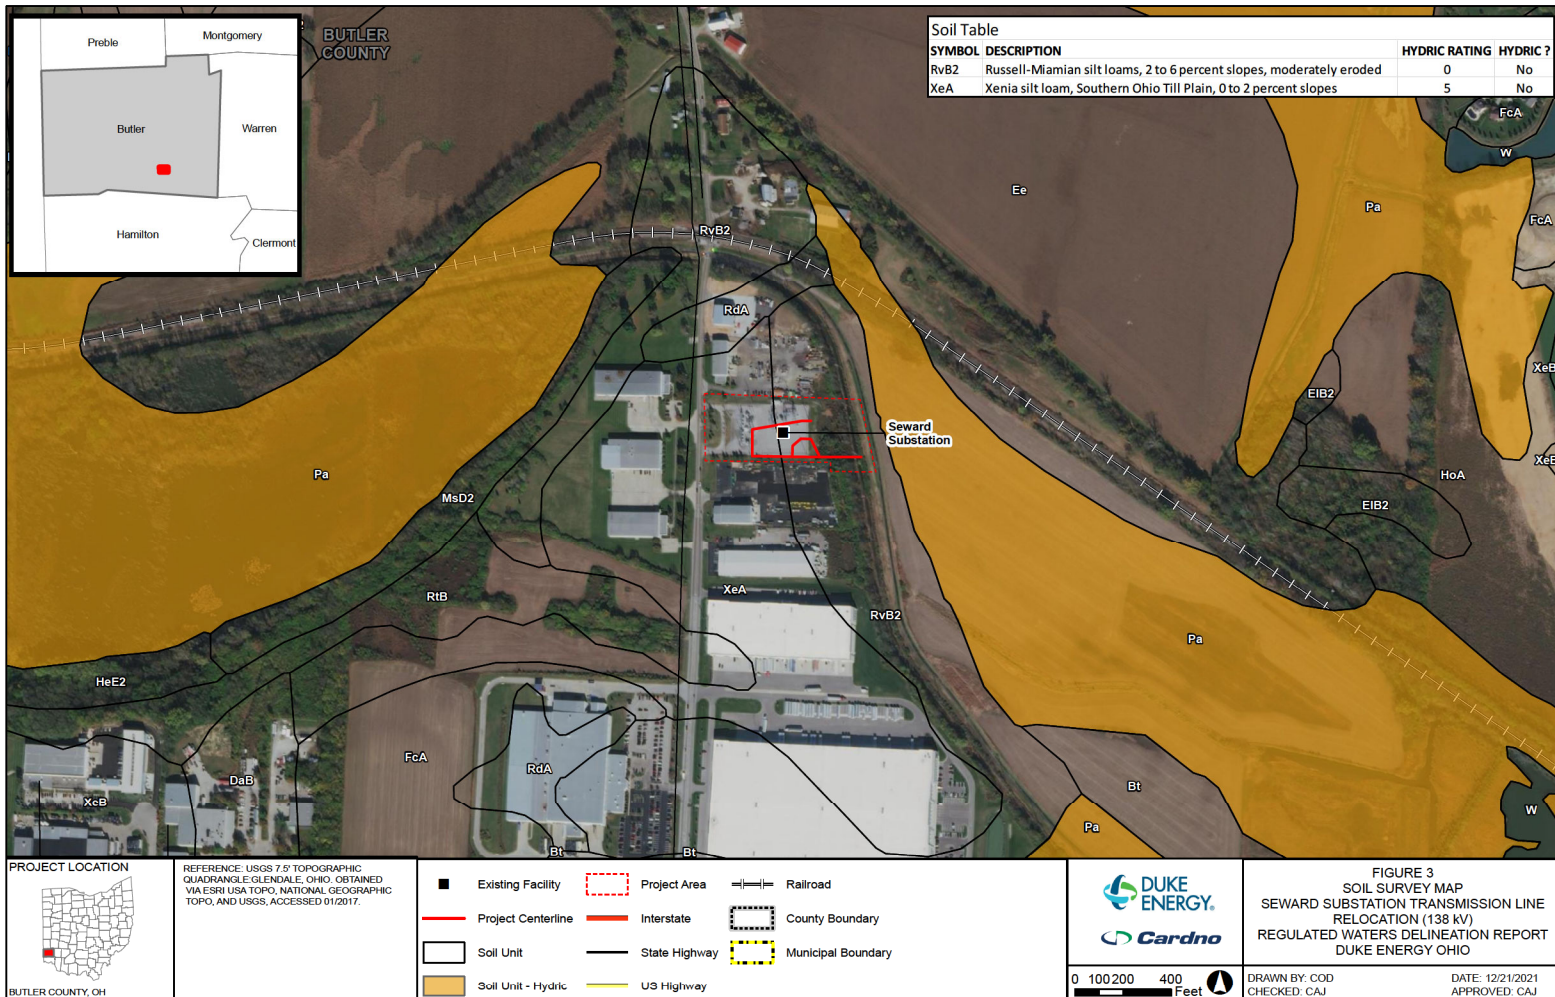 Preble
Montgomery
Butler
Warren
Hamilton
Clermont
BUTLER
COUNTY
Soil Table
SYMBOL DESCRIPTION HYDRIC RATING HYDRIC ?
RvB2 Russell-Miamian silt loams, 2 to 6 percent slopes, moderately eroded 0 No
XeA Xenia silt loam, Southern Ohio Till Plain, 0 to 2 percent slopes 5 No
FcA
W
Ee
Pa
FcA
RvB2
RdA
XeB
ElB2
Seward
Substation
XeB
Pa
HoA
MsD2
ElB2
XeA
RtB
RvB2
Pa
HeE2
FcA
RdA
DaB
XcB
Bt
W
Pa
Bt
Bt
PROJECT LOCATION
BUTLER COUNTY, OH
REFERENCE: USGS 7.5' TOPOGRAPHIC
QUADRANGLE:GLENDALE, OHIO. OBTAINED
VIA ESRI USA TOPO, NATIONAL GEOGRAPHIC
TOPO, AND USGS, ACCESSED 01/2017.
Existing Facility
Project Area
Railroad
Project Centerline
Interstate
County Boundary
Soil Unit
State Highway
Municipal Boundary
Soil Unit - Hydric
US Highway
DUKE
ENERGY®
Cardno
0 100 200 400
Feet
FIGURE 3
SOIL SURVEY MAP
SEWARD SUBSTATION TRANSMISSION LINE
RELOCATION (138 kV)
REGULATED WATERS DELINEATION REPORT
DUKE ENERGY OHIO
DRAWN BY: COD DATE: 12/21/2021
CHECKED: CAJ APPROVED: CAJ